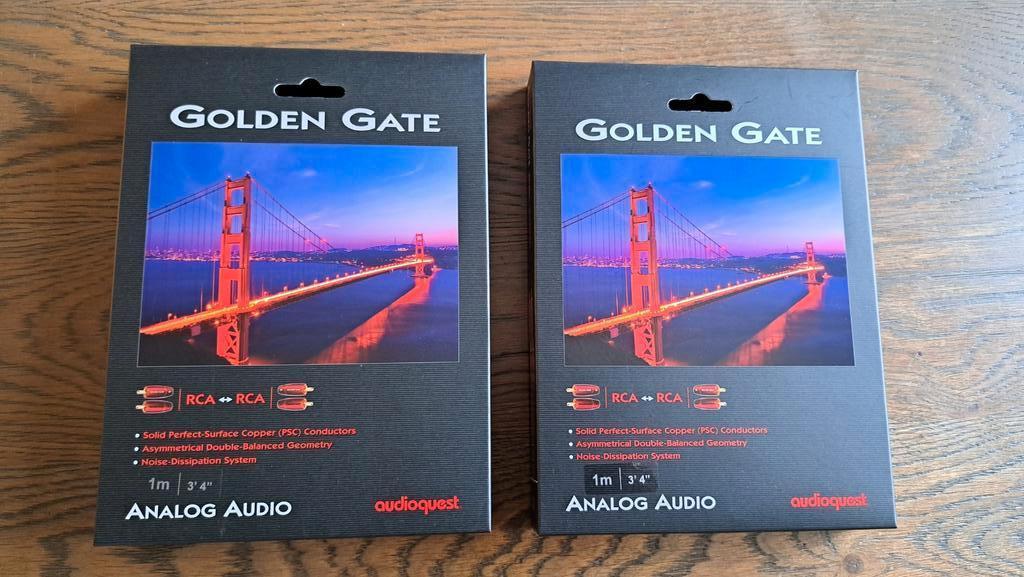 GOLDEN GATE
RCA ↔ RCA
• Solid Perfect-Surface Copper (PSC) Conductors
• Asymmetrical Double-Balanced Geometry
• Noise-Dissipation System
1m | 3' 4"
ANALOG AUDIO
audioquest
GOLDEN GATE
RCA ↔ RCA
• Solid Perfect-Surface Copper (PSC) Conductors
• Asymmetrical Double-Balanced Geometry
• Noise-Dissipation System
1m | 3' 4"
ANALOG AUDIO
audioquest